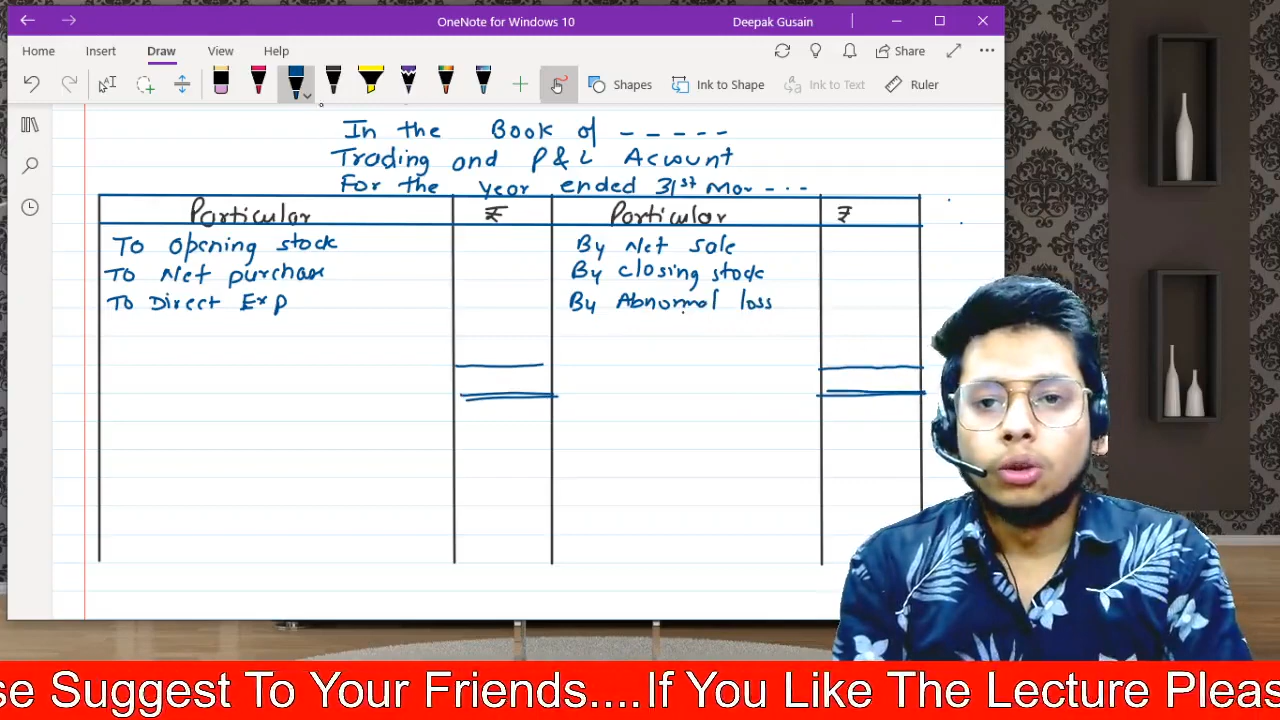 OneNote for Windows 10
Deepak Gusain
Home Insert Draw View Help
Share
Shapes Ink to Shape Ink to Text Ruler
In the Book of -----
Trading and P&L Account
For the year ended 31st Mar ----
Particular ₹ Particular ₹
To Opening stock By Net sale
To Net purchase By closing stock
To Direct Exp By Abnormal loss
se Suggest To Your Friends....If You Like The Lecture Pleas